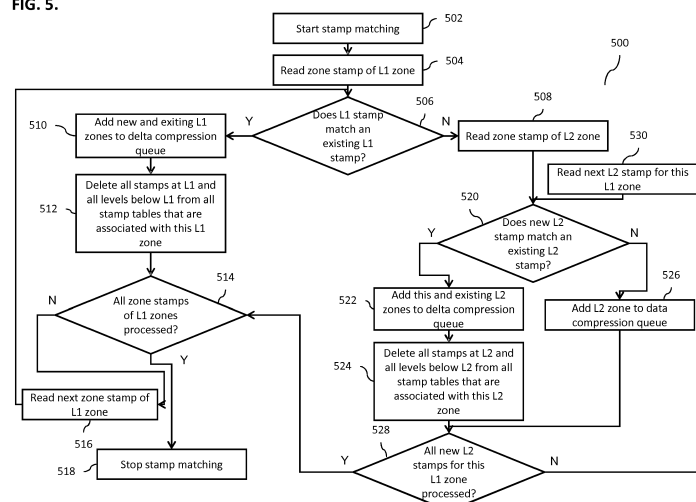 FIG. 5.
Start stamp matching
502
500
Read zone stamp of L1 zone
504
Does L1 stamp
match an
existing L1
stamp?
506
Y
N
510
Add new and exiting L1
zones to delta compression
queue
508
Read zone stamp of L2 zone
530
Read next L2 stamp for this
L1 zone
512
Delete all stamps at L1 and
all levels below L1 from all
stamp tables that are
associated with this L1
zone
520
Does new L2
stamp match an
existing L2
stamp?
Y
N
514
All zone stamps
of L1 zones
processed?
N
Y
522
Add this and existing L2
zones to delta compression
queue
526
Add L2 zone to data
compression queue
524
Delete all stamps at L2 and
all levels below L2 from all
stamp tables that are
associated with this L2
zone
Read next zone stamp of
L1 zone
516
518
Stop stamp matching
528
All new L2
stamps for this
L1 zone
processed?
Y
N